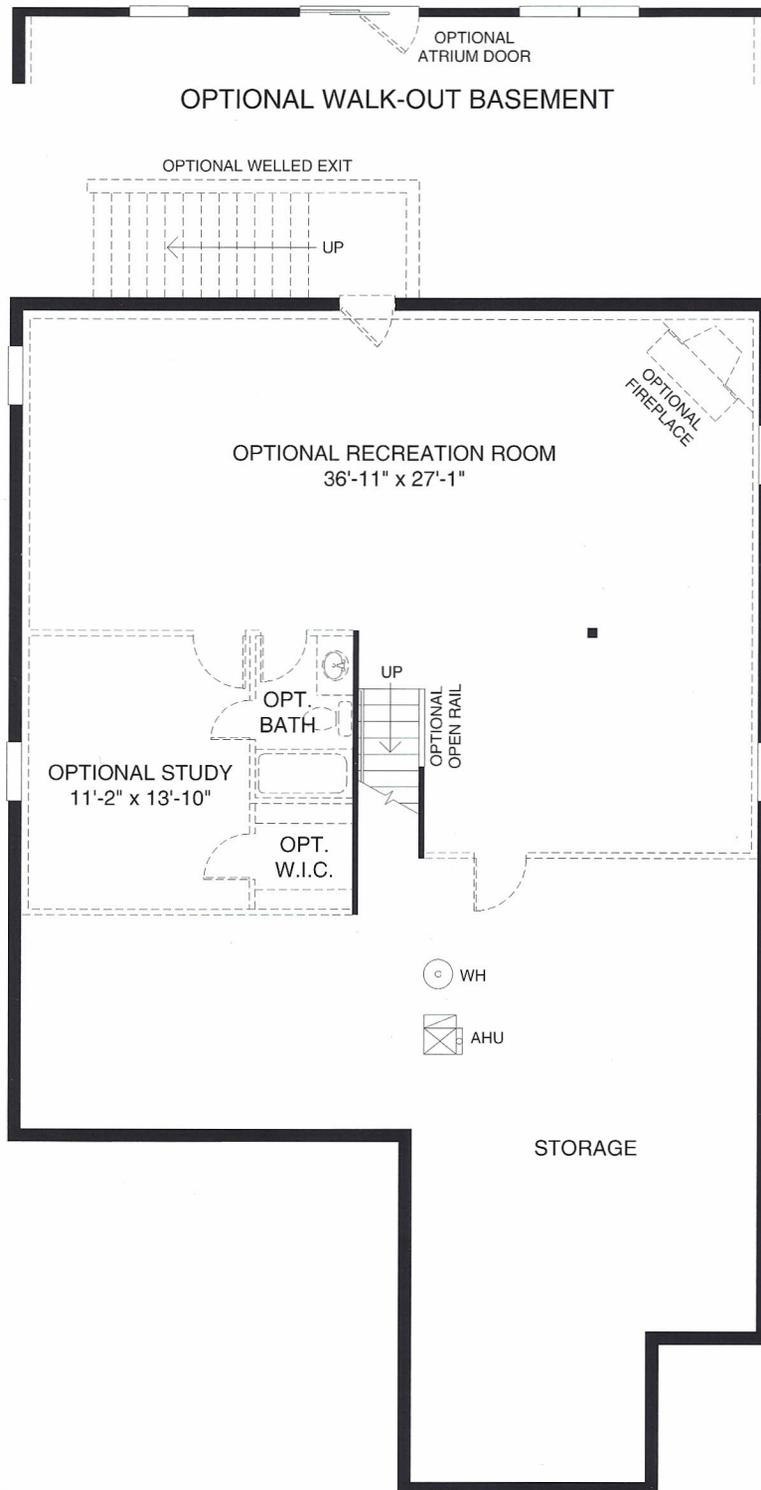 OPTIONAL
ATRIUM DOOR
OPTIONAL WALK-OUT BASEMENT
OPTIONAL WELLED EXIT
UP
OPTIONAL
FIREPLACE
OPTIONAL RECREATION ROOM
36'-11" x 27'-1"
UP
OPTIONAL
OPEN RAIL
OPT.
BATH
OPTIONAL STUDY
11'-2" x 13'-10"
OPT.
W.I.C.
WH
AHU
STORAGE